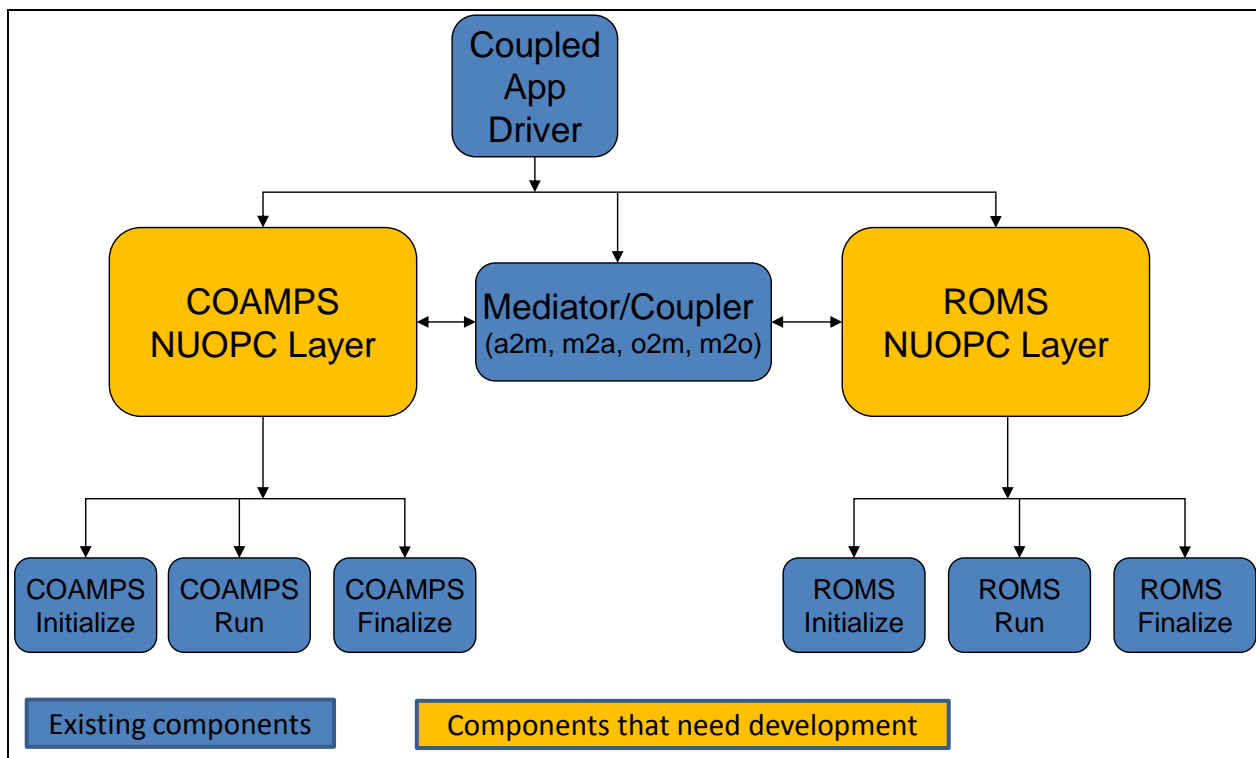 Coupled
App
Driver
COAMPS
NUOPC Layer
Mediator/Coupler
(a2m, m2a, o2m, m2o)
ROMS
NUOPC Layer
COAMPS
Initialize
COAMPS
Run
COAMPS
Finalize
ROMS
Initialize
ROMS
Run
ROMS
Finalize
Existing components
Components that need development